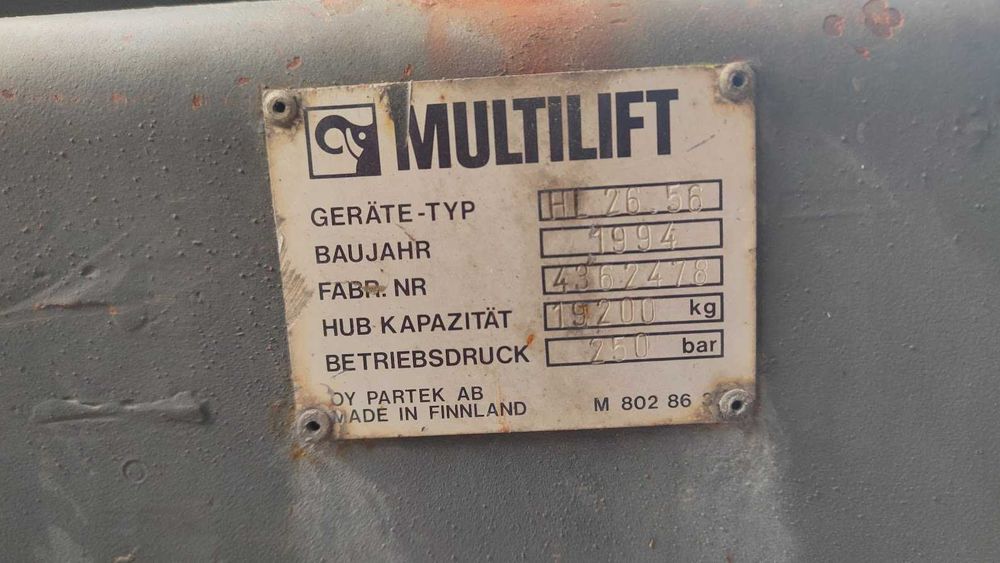 MULTILIFT
GERÄTE-TYP HL 26.56
BAUJAHR 1994
FABR. NR 4362478
HUB KAPAZITÄT 19200 kg
BETRIEBSDRUCK 250 bar
OY PARTEK AB
MADE IN FINNLAND M 802 86